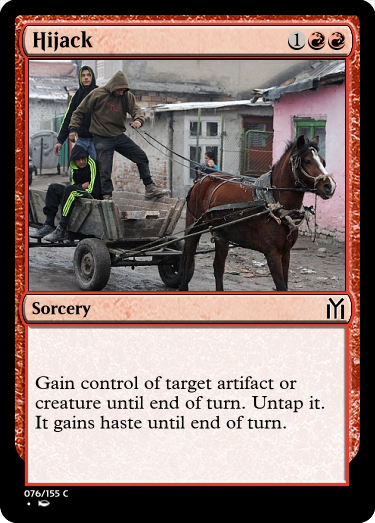 Hijack 1
Sorcery
Gain control of target artifact or
creature until end of turn. Untap it.
It gains haste until end of turn.
076/155 C